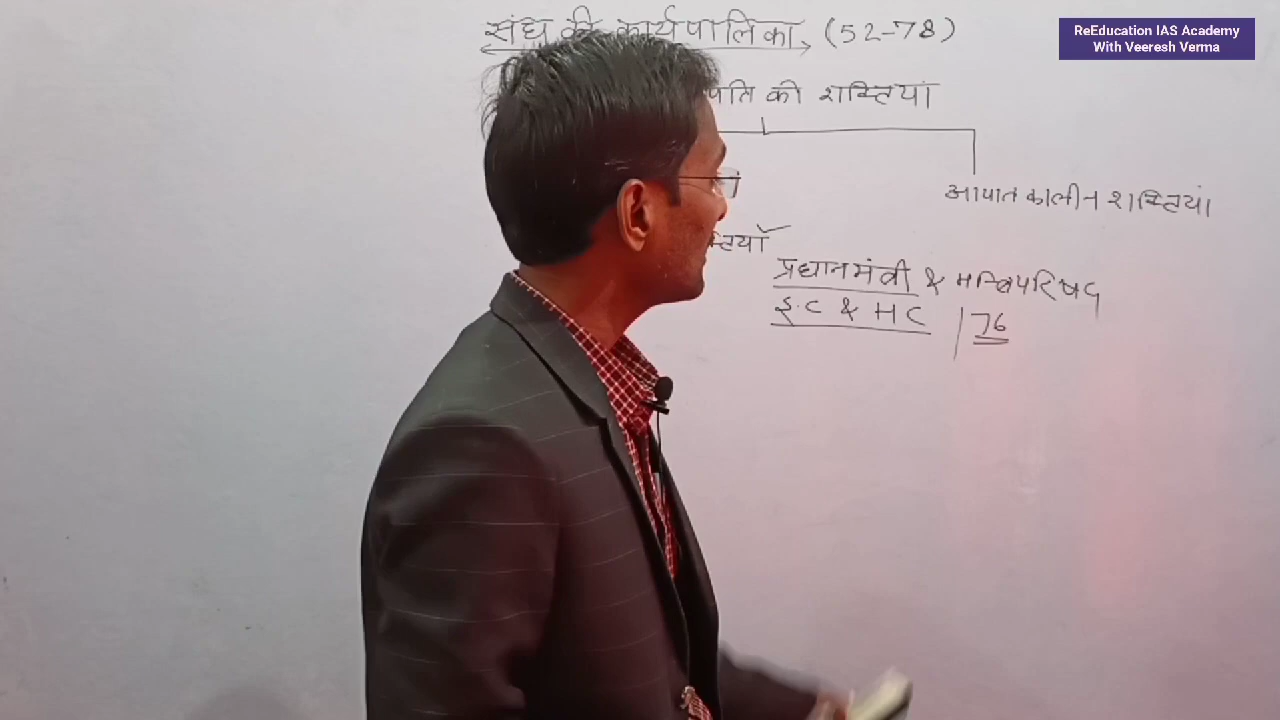 संघ की कार्यपालिका, (52-78)
ReEducation IAS Academy
With Veeresh Verma
पति की शक्तियां
आपातकालीन शक्तियां
क्तियाँ
प्रधानमंत्री & मन्त्रिपरिषद
S.C & HC | 76